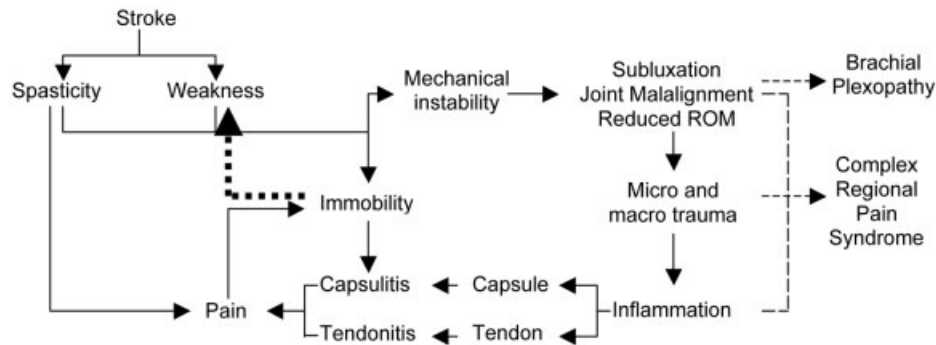 Stroke
Spasticity
Weakness
Mechanical
instability
Subluxation
Joint Malalignment
Reduced ROM
Brachial
Plexopathy
Immobility
Micro and
macro trauma
Complex
Regional
Pain
Syndrome
Pain
Capsulitis
Capsule
Tendonitis
Tendon
Inflammation